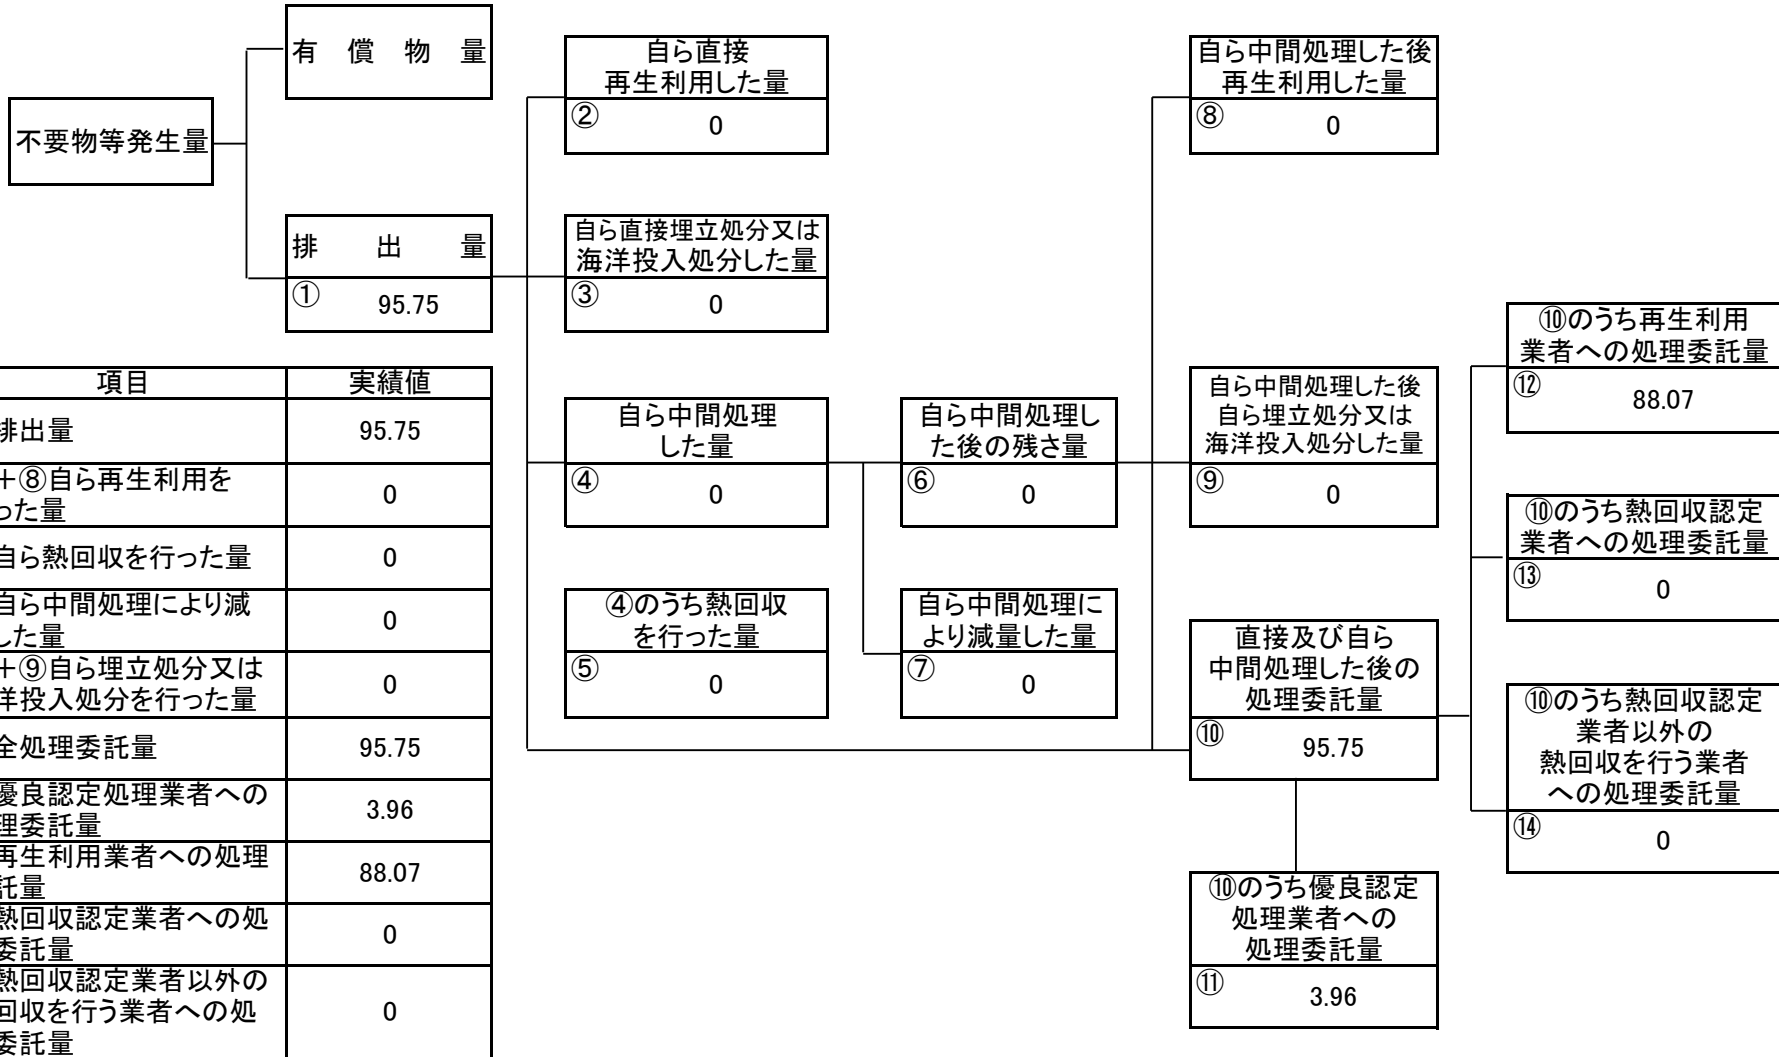 有償物量
不要物等発生量
排出量
① 95.75
自ら直接
再生利用した量
② 0
自ら直接埋立処分又は
海洋投入処分した量
③ 0
自ら中間処理
した量
④ 0
④のうち熱回収
を行った量
⑤ 0
自ら中間処理し
た後の残さ量
⑥ 0
自ら中間処理に
より減量した量
⑦ 0
自ら中間処理した後
再生利用した量
⑧ 0
自ら中間処理した後
自ら埋立処分又は
海洋投入処分した量
⑨ 0
直接及び自ら
中間処理した後の
処理委託量
⑩ 95.75
⑩のうち優良認定
処理業者への
処理委託量
⑪ 3.96
⑩のうち再生利用
業者への処理委託量
⑫ 88.07
⑩のうち熱回収認定
業者への処理委託量
⑬ 0
⑩のうち熱回収認定
業者以外の
熱回収を行う業者
への処理委託量
⑭ 0
項目 実績値
排出量 95.75
+⑧自ら再生利用を
った量 0
自ら熱回収を行った量 0
自ら中間処理により減
した量 0
+⑨自ら埋立処分又は
洋投入処分を行った量 0
全処理委託量 95.75
優良認定処理業者への
理委託量 3.96
再生利用業者への処理
託量 88.07
熱回収認定業者への処
委託量 0
熱回収認定業者以外の
回収を行う業者への処
委託量 0